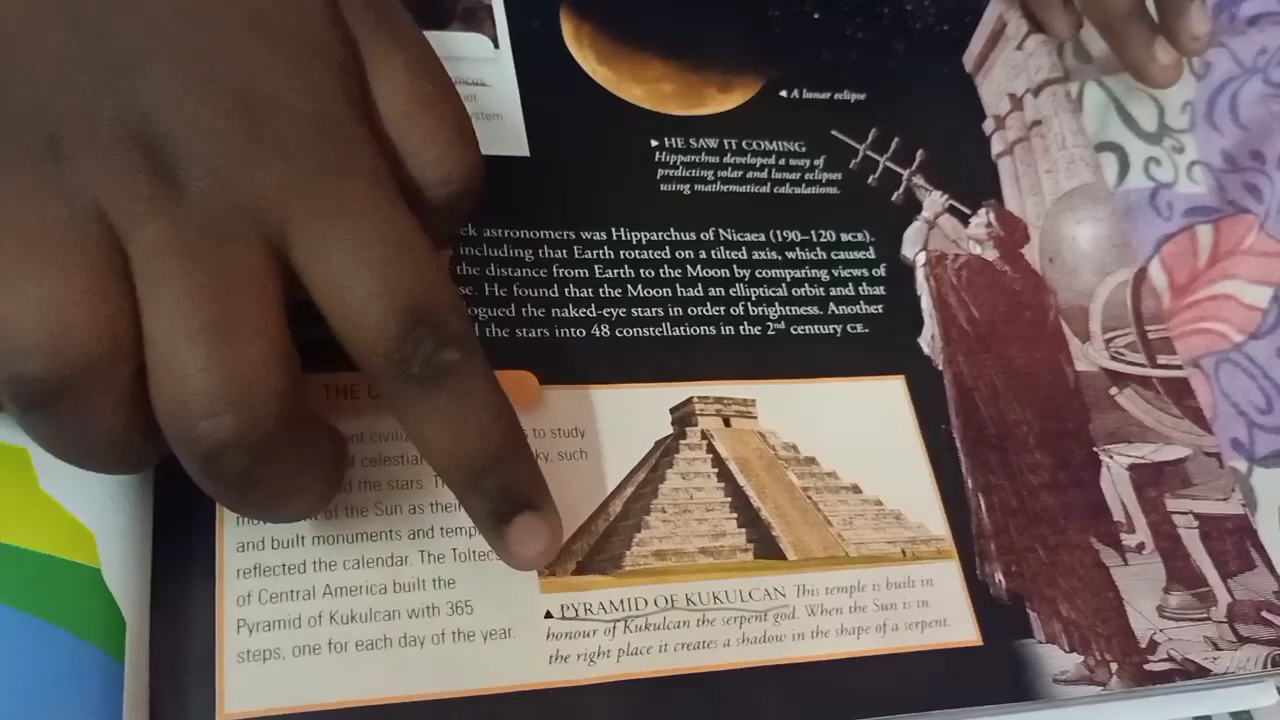 ystem
◄ A lunar eclipse
► HE SAW IT COMING
Hipparchus developed a way of
predicting solar and lunar eclipses
using mathematical calculations.
ek astronomers was Hipparchus of Nicaea (190–120 BCE).
including that Earth rotated on a tilted axis, which caused
the distance from Earth to the Moon by comparing views of
se. He found that the Moon had an elliptical orbit and that
ogued the naked-eye stars in order of brightness. Another
the stars into 48 constellations in the 2nd century CE.
THE
to study
celestial ky, such
d the stars.
of the Sun as their
and built monuments and temp
reflected the calendar. The Toltec
of Central America built the
Pyramid of Kukulcan with 365
steps, one for each day of the year.
▲ PYRAMID OF KUKULCAN This temple is built in
honour of Kukulcan the serpent god. When the Sun is in
the right place it creates a shadow in the shape of a serpent.